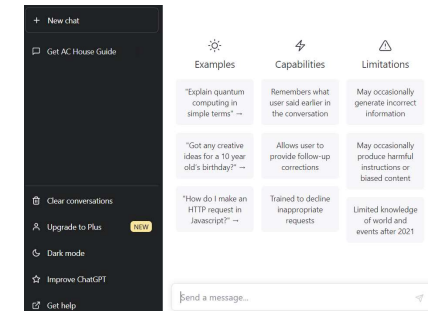 + New chat
Get AC House Guide
Clear conversations
Upgrade to Plus NEW
Dark mode
Improve ChatGPT
Get help
Examples
"Explain quantum
computing in
simple terms" →
"Got any creative
ideas for a 10 year
old's birthday?" →
"How do I make an
HTTP request in
Javascript?" →
Capabilities
Remembers what
user said earlier in
the conversation
Allows user to
provide follow-up
corrections
Trained to decline
inappropriate
requests
Limitations
May occasionally
generate incorrect
information
May occasionally
produce harmful
instructions or
biased content
Limited knowledge
of world and
events after 2021
Send a message...